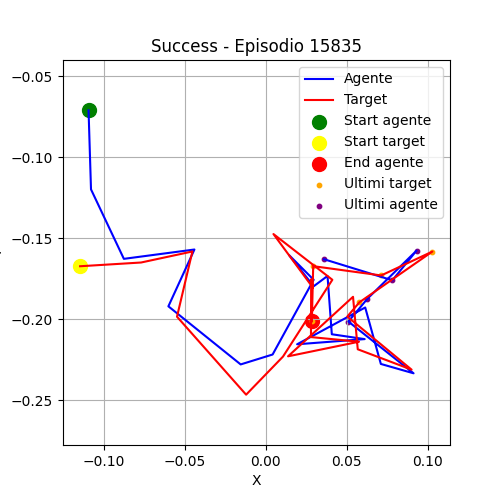 Success - Episodio 15835
Agente
Target
Start agente
Start target
End agente
Ultimi target
Ultimi agente
−0.05
−0.10
−0.15
−0.20
−0.25
−0.10
−0.05
0.00
0.05
0.10
X